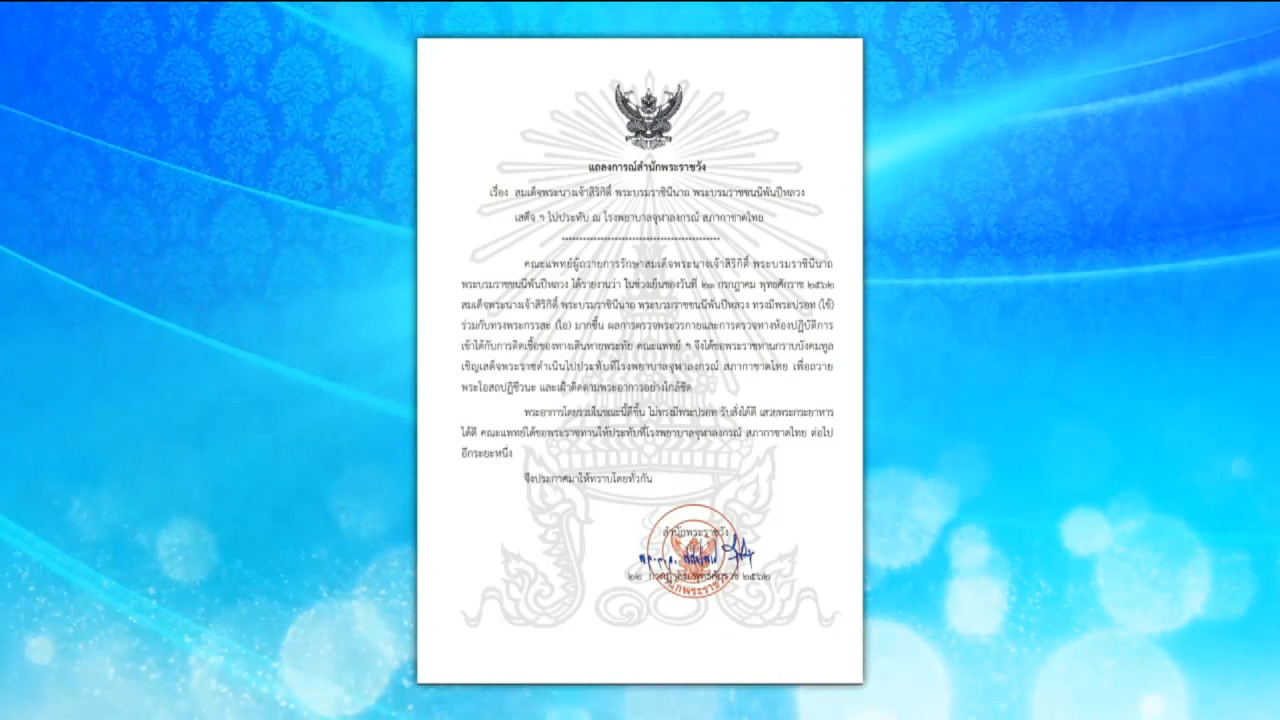 แถลงการณ์สำนักพระราชวัง
เรื่อง สมเด็จพระนางเจ้าสิริกิติ์ พระบรมราชินีนาถ พระบรมราชชนนีพันปีหลวง
เสด็จ ฯ ไปประทับ ณ โรงพยาบาลจุฬาลงกรณ์ สภากาชาดไทย
คณะแพทย์ผู้ถวายการรักษาสมเด็จพระนางเจ้าสิริกิติ์ พระบรมราชินีนาถ
พระบรมราชชนนีพันปีหลวง ได้รายงานว่า ในช่วงเย็นของวันที่ ๒๑ กรกฎาคม พุทธศักราช ๒๕๖๒
สมเด็จพระนางเจ้าสิริกิติ์ พระบรมราชินีนาถ พระบรมราชชนนีพันปีหลวง ทรงมีพระปรอท (ไข้)
ร่วมกับทรงพระกรรสะ (ไอ) มากขึ้น ผลการตรวจพระวรกายและการตรวจทางห้องปฏิบัติการ
เข้าได้กับการติดเชื้อของทางเดินหายพระทัย คณะแพทย์ ฯ จึงได้ขอพระราชทานกราบบังคมทูล
เชิญเสด็จพระราชดำเนินไปประทับที่โรงพยาบาลจุฬาลงกรณ์ สภากาชาดไทย เพื่อถวาย
พระโอสถปฏิชีวนะ และเฝ้าติดตามพระอาการอย่างใกล้ชิด
พระอาการโดยรวมในขณะนี้ดีขึ้น ไม่ทรงมีพระปรอท รับสั่งได้ดี เสวยพระกระยาหาร
ได้ดี คณะแพทย์ได้ขอพระราชทานให้ประทับที่โรงพยาบาลจุฬาลงกรณ์ สภากาชาดไทย ต่อไป
อีกระยะหนึ่ง
จึงประกาศมาให้ทราบโดยทั่วกัน
สำนักพระราชวัง
๒๒ กรกฎาคม พุทธศักราช ๒๕๖๒